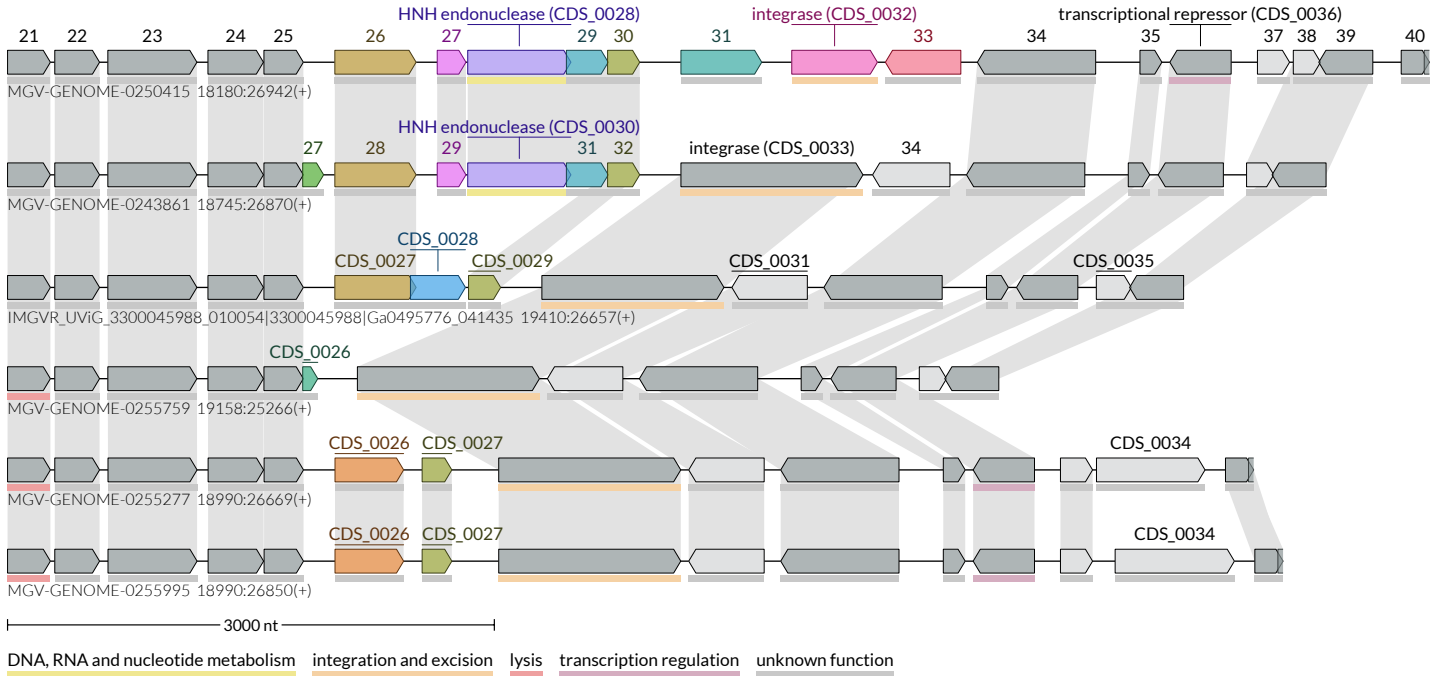 HNH endonuclease (CDS_0028) integrase (CDS_0032) transcriptional repressor (CDS_0036)
21 22 23 24 25 26 27 29 30 31 33 34 35 37 38 39 40
MGV-GENOME-0250415 18180:26942(+)
HNH endonuclease (CDS_0030)
27 28 29 31 32 integrase (CDS_0033) 34
MGV-GENOME-0243861 18745:26870(+)
CDS_0028
CDS_0027 CDS_0029 CDS_0031 CDS_0035
IMGVR_UViG_3300045988_010054|3300045988|Ga0495776_041435 19410:26657(+)
CDS_0026
MGV-GENOME-0255759 19158:25266(+)
CDS_0026 CDS_0027 CDS_0034
MGV-GENOME-0255277 18990:26669(+)
CDS_0026 CDS_0027 CDS_0034
MGV-GENOME-0255995 18990:26850(+)
3000 nt
DNA, RNA and nucleotide metabolism integration and excision lysis transcription regulation unknown function